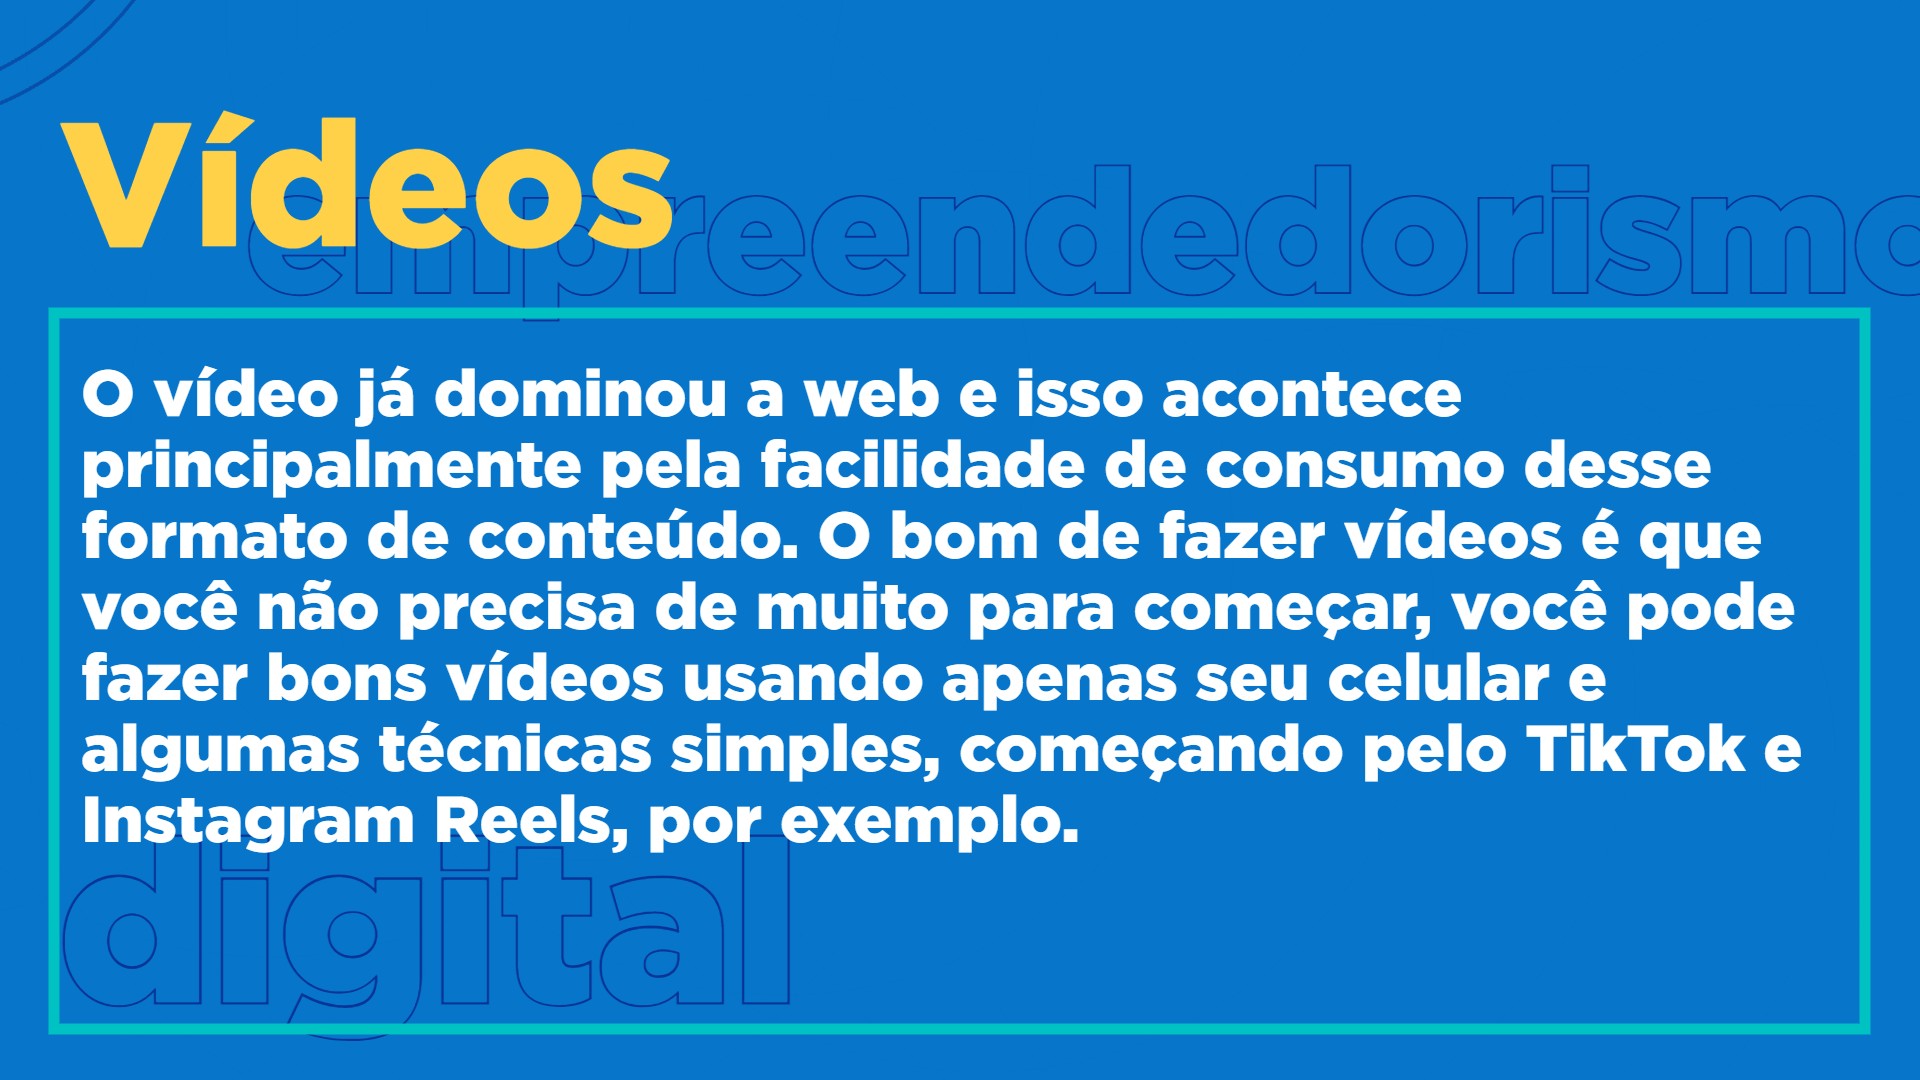 Vídeos
empreendedorismo
O vídeo já dominou a web e isso acontece
principalmente pela facilidade de consumo desse
formato de conteúdo. O bom de fazer vídeos é que
você não precisa de muito para começar, você pode
fazer bons vídeos usando apenas seu celular e
algumas técnicas simples, começando pelo TikTok e
Instagram Reels, por exemplo.
digital